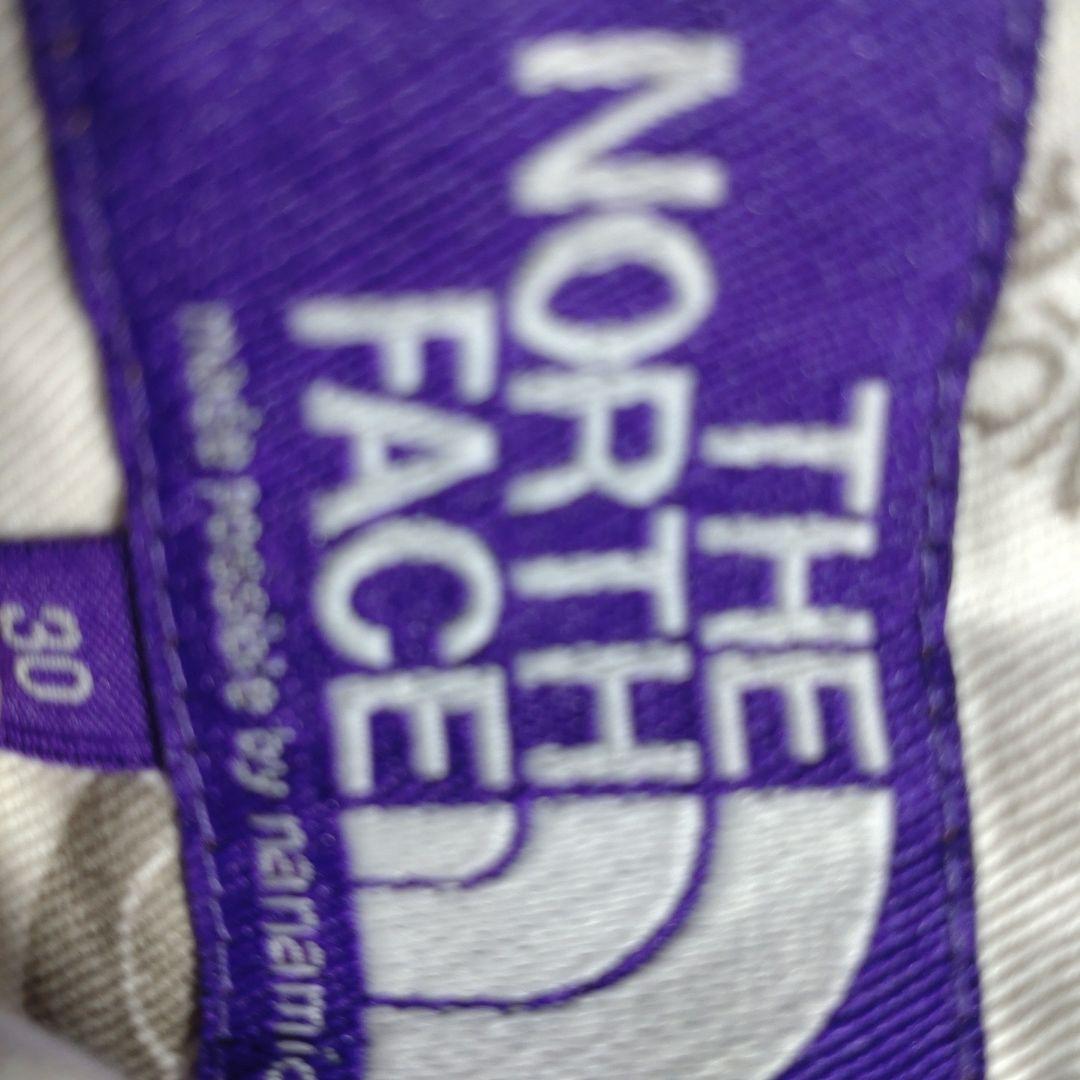 THE
NORTH
FACE
made possible by nanamica
30